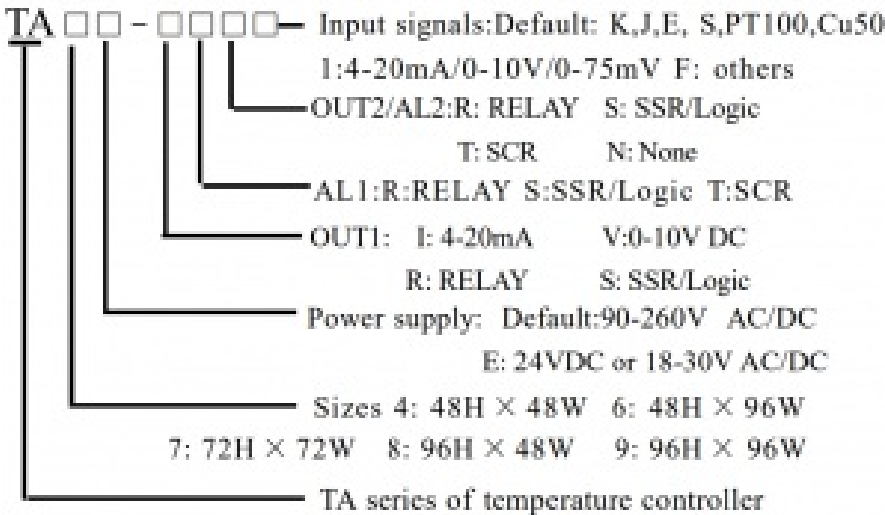 TA□□-□□□□ Input signals:Default: K,J,E, S,PT100,Cu50
1:4-20mA/0-10V/0-75mV F: others
OUT2/AL2:R: RELAY S: SSR/Logic
T: SCR N: None
AL1:R:RELAY S:SSR/Logic T:SCR
OUT1: I: 4-20mA V:0-10V DC
R: RELAY S: SSR/Logic
Power supply: Default:90-260V AC/DC
E: 24VDC or 18-30V AC/DC
Sizes 4: 48H × 48W 6: 48H × 96W
7: 72H × 72W 8: 96H × 48W 9: 96H × 96W
TA series of temperature controller